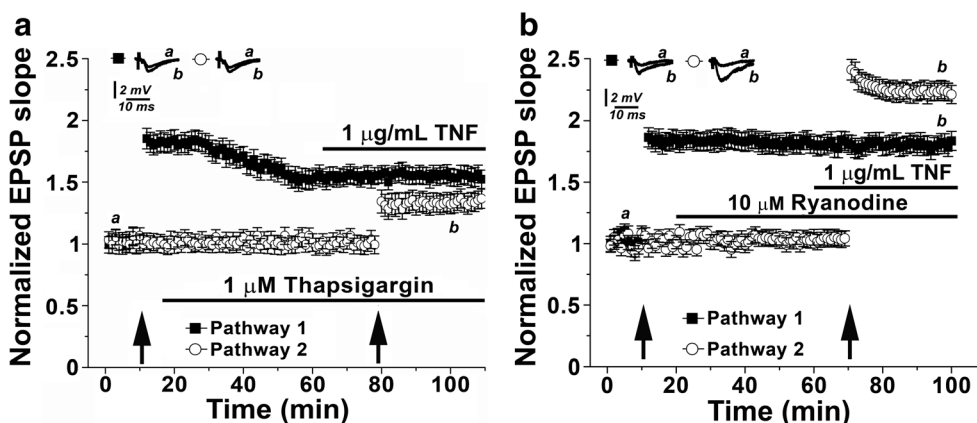 a
Normalized EPSP slope
2.5
2
1.5
1
0.5
0
a
b
a
b
2 mV
10 ms
1 μg/mL TNF
a
b
1 μM Thapsigargin
Pathway 1
Pathway 2
0 20 40 60 80 100
Time (min)
b
Normalized EPSP slope
2.5
2
1.5
1
0.5
0
a
b
a
b
2 mV
10 ms
b
b
1 μg/mL TNF
a
10 μM Ryanodine
Pathway 1
Pathway 2
0 20 40 60 80 100
Time (min)